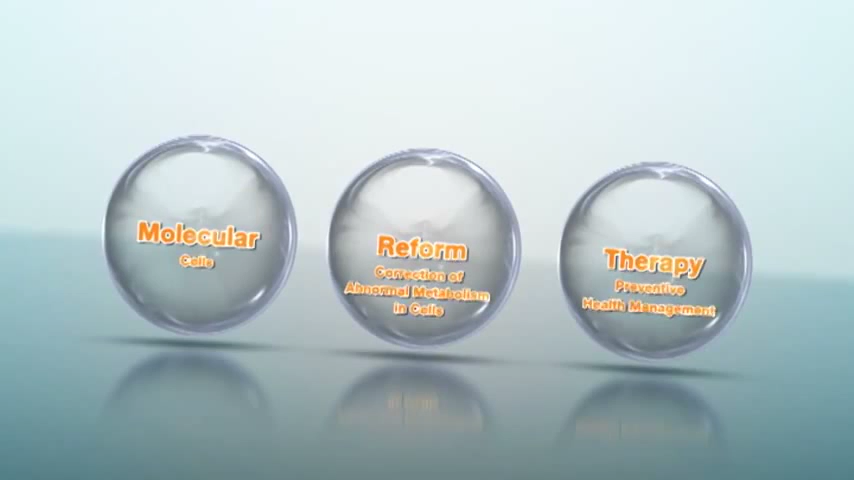 Molecular
Cells
Reform
Correction of
Abnormal Metabolism
in Cells
Therapy
Preventive
Health Management